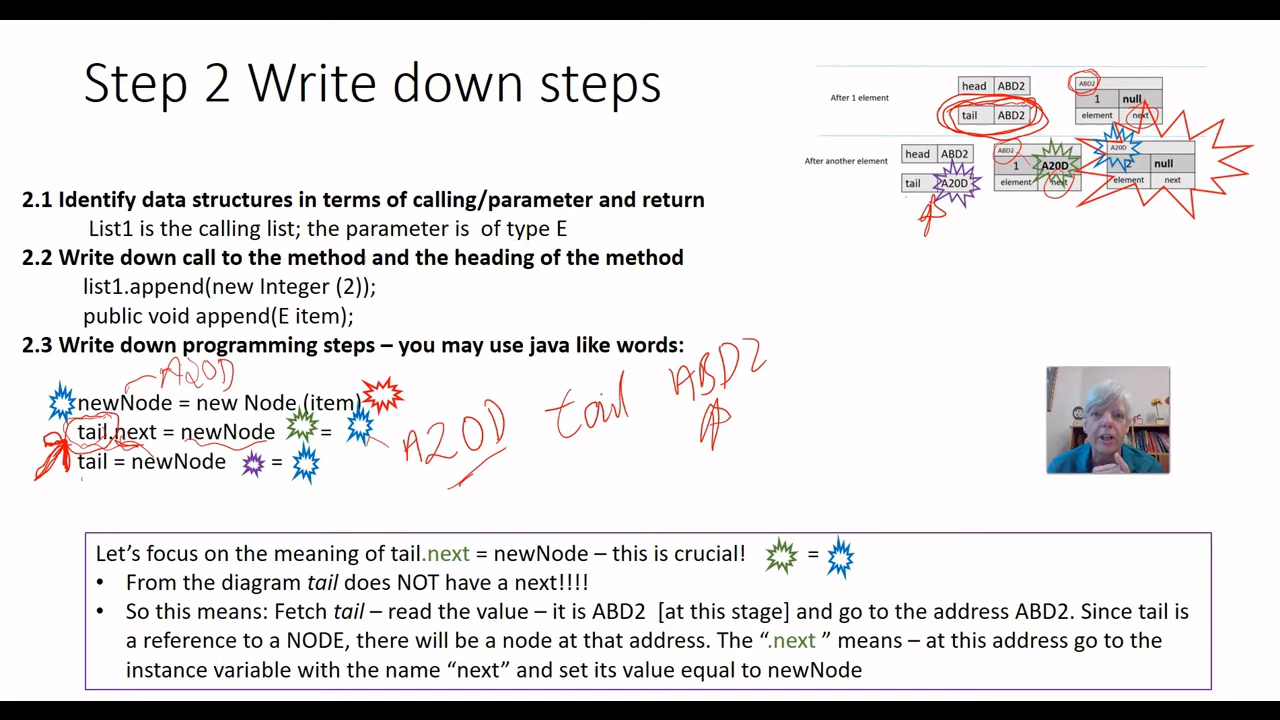 Step 2 Write down steps
After 1 element
head ABD2
tail ABD2
ABD2
1 null
element next
After another element
head ABD2
tail A20D
ABD2
1 A20D
element next
A20D
2 null
element next
2.1 Identify data structures in terms of calling/parameter and return
List1 is the calling list; the parameter is of type E
2.2 Write down call to the method and the heading of the method
list1.append(new Integer (2));
public void append(E item);
2.3 Write down programming steps – you may use java like words:
A20D
newNode = new Node (item)
tail.next = newNode =
tail = newNode =
A20D tail ABD2
Let’s focus on the meaning of tail.next = newNode – this is crucial! =
• From the diagram tail does NOT have a next!!!!
• So this means: Fetch tail – read the value – it is ABD2 [at this stage] and go to the address ABD2. Since tail is
a reference to a NODE, there will be a node at that address. The “.next ” means – at this address go to the
instance variable with the name “next” and set its value equal to newNode